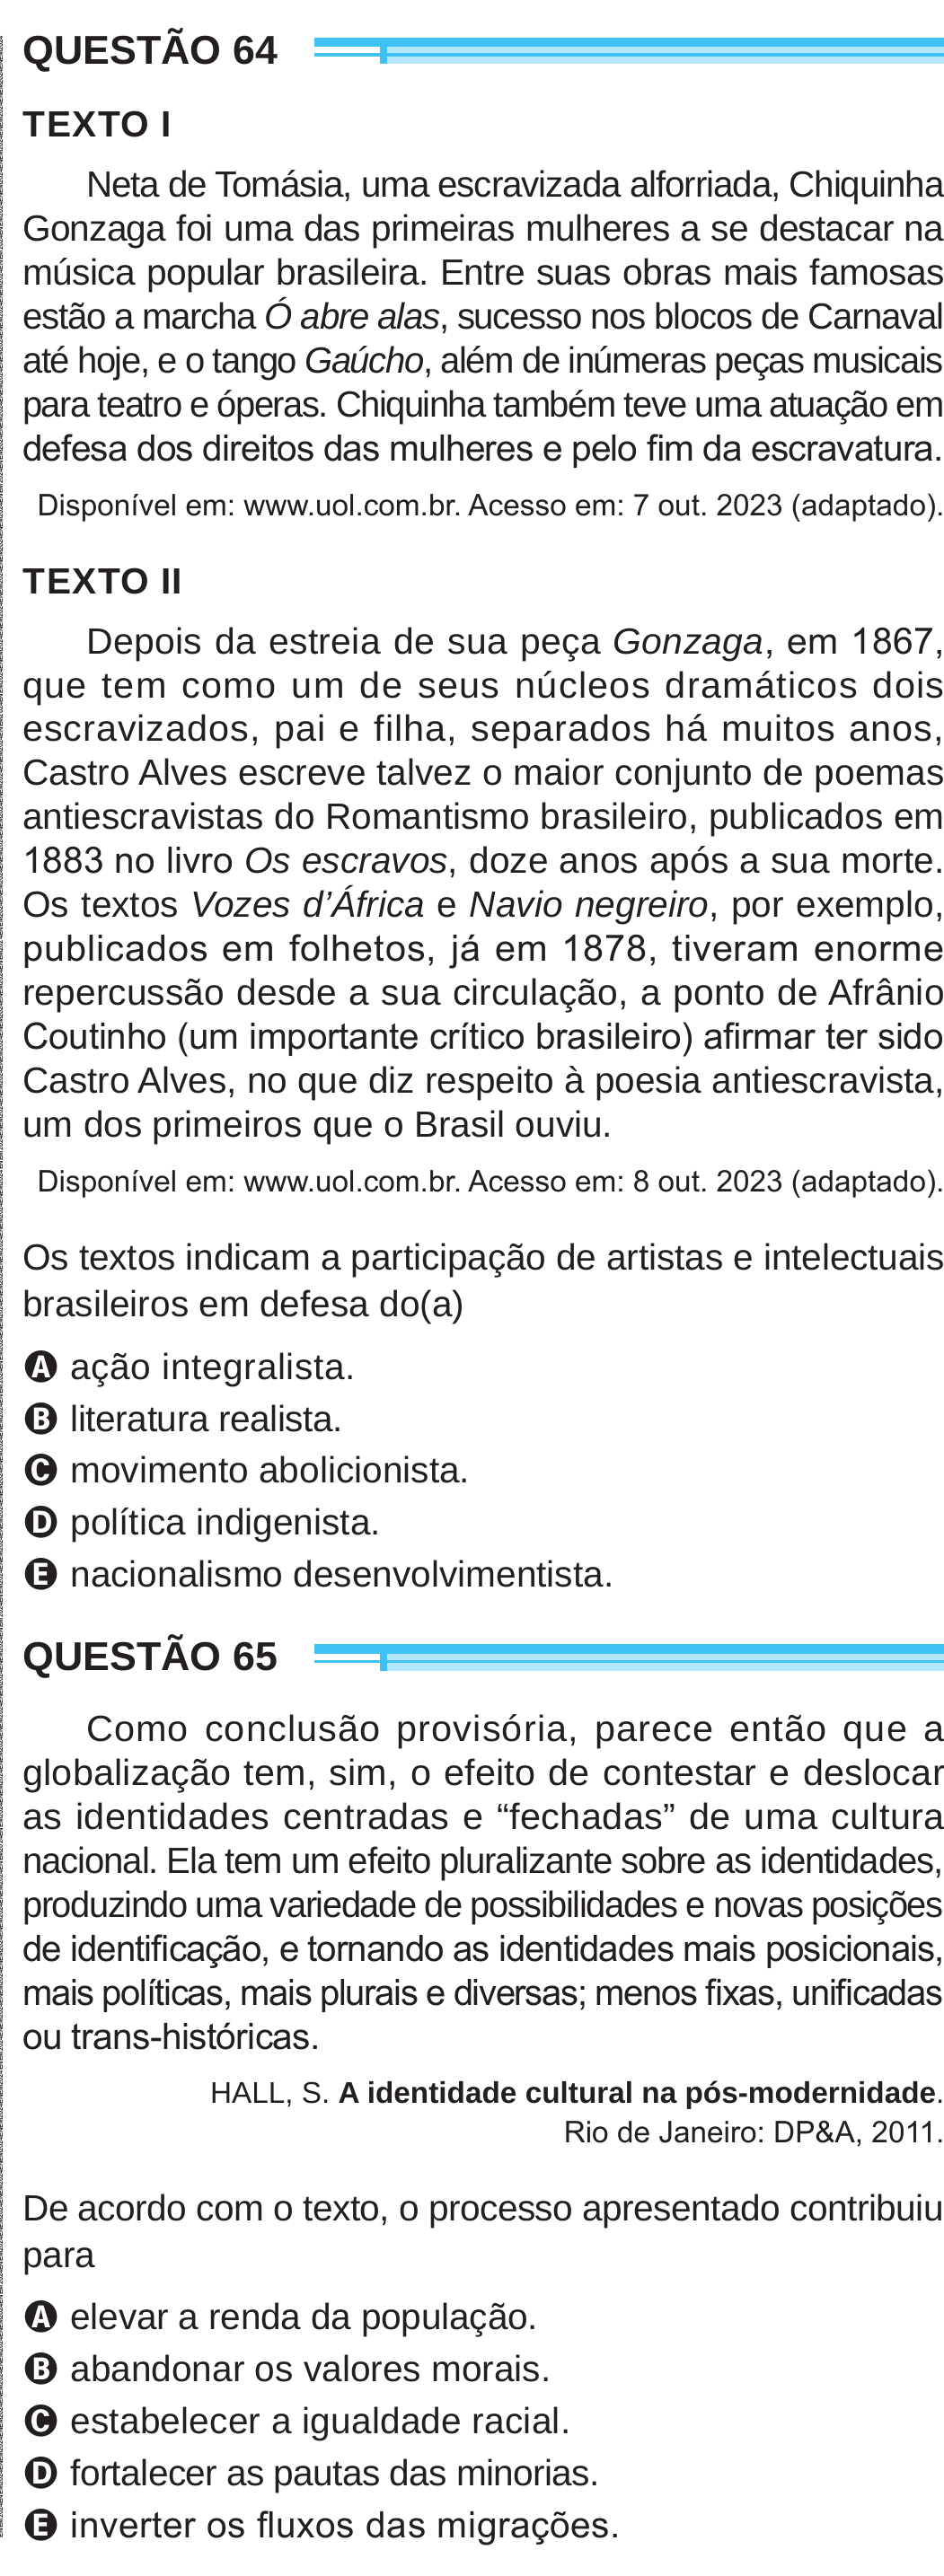 QUESTÃO 64
TEXTO I
Neta de Tomásia, uma escravizada alforriada, Chiquinha
Gonzaga foi uma das primeiras mulheres a se destacar na
música popular brasileira. Entre suas obras mais famosas
estão a marcha Ó abre alas, sucesso nos blocos de Carnaval
até hoje, e o tango Gaúcho, além de inúmeras peças musicais
para teatro e óperas. Chiquinha também teve uma atuação em
defesa dos direitos das mulheres e pelo fim da escravatura.
Disponível em: www.uol.com.br. Acesso em: 7 out. 2023 (adaptado).
TEXTO II
Depois da estreia de sua peça Gonzaga, em 1867,
que tem como um de seus núcleos dramáticos dois
escravizados, pai e filha, separados há muitos anos,
Castro Alves escreve talvez o maior conjunto de poemas
antiescravistas do Romantismo brasileiro, publicados em
1883 no livro Os escravos, doze anos após a sua morte.
Os textos Vozes d’África e Navio negreiro, por exemplo,
publicados em folhetos, já em 1878, tiveram enorme
repercussão desde a sua circulação, a ponto de Afrânio
Coutinho (um importante crítico brasileiro) afirmar ter sido
Castro Alves, no que diz respeito à poesia antiescravista,
um dos primeiros que o Brasil ouviu.
Disponível em: www.uol.com.br. Acesso em: 8 out. 2023 (adaptado).
Os textos indicam a participação de artistas e intelectuais
brasileiros em defesa do(a)
A ação integralista.
B literatura realista.
C movimento abolicionista.
D política indigenista.
E nacionalismo desenvolvimentista.
QUESTÃO 65
Como conclusão provisória, parece então que a
globalização tem, sim, o efeito de contestar e deslocar
as identidades centradas e “fechadas” de uma cultura
nacional. Ela tem um efeito pluralizante sobre as identidades,
produzindo uma variedade de possibilidades e novas posições
de identificação, e tornando as identidades mais posicionais,
mais políticas, mais plurais e diversas; menos fixas, unificadas
ou trans-históricas.
HALL, S. A identidade cultural na pós-modernidade.
Rio de Janeiro: DP&A, 2011.
De acordo com o texto, o processo apresentado contribuiu
para
A elevar a renda da população.
B abandonar os valores morais.
C estabelecer a igualdade racial.
D fortalecer as pautas das minorias.
E inverter os fluxos das migrações.